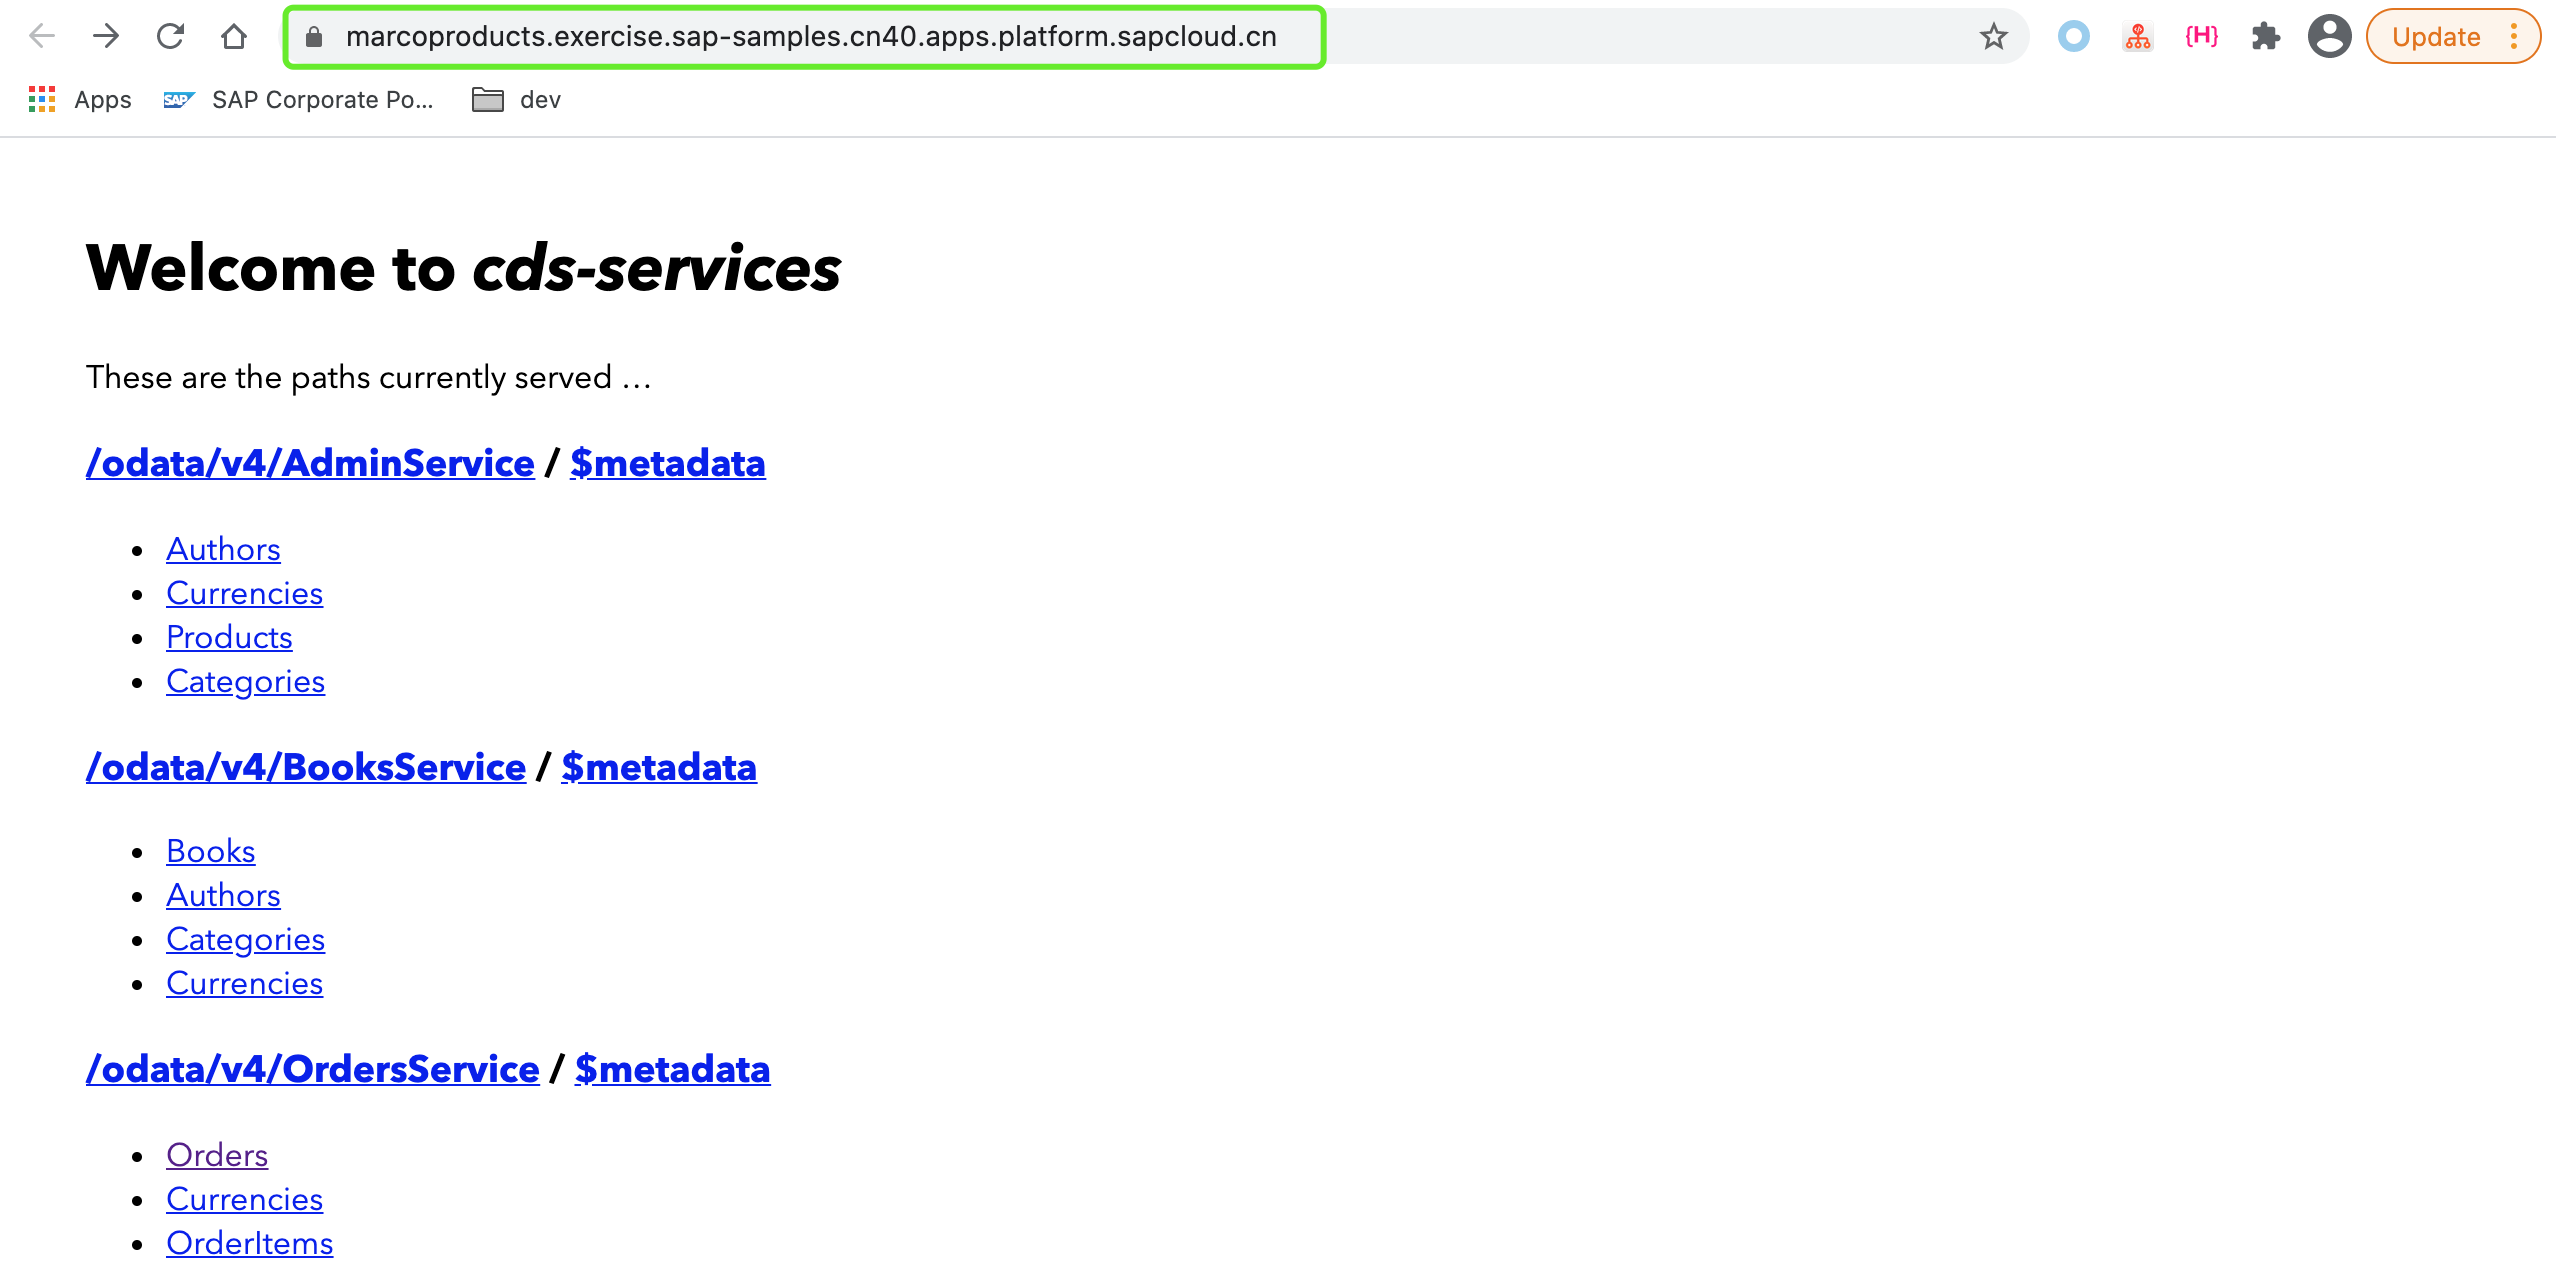 marcoproducts.exercise.sap-samples.cn40.apps.platform.sapcloud.cn {H} Update
Apps SAP SAP Corporate Po... dev
Welcome to cds-services
These are the paths currently served …
/odata/v4/AdminService / $metadata
Authors
Currencies
Products
Categories
/odata/v4/BooksService / $metadata
Books
Authors
Categories
Currencies
/odata/v4/OrdersService / $metadata
Orders
Currencies
OrderItems